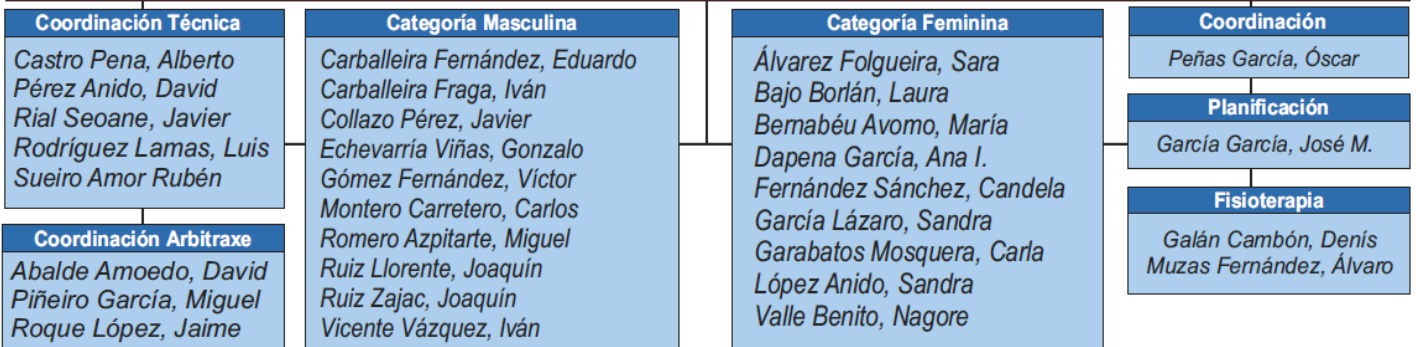 Coordinación Técnica
Castro Pena, Alberto
Pérez Anido, David
Rial Seoane, Javier
Rodríguez Lamas, Luis
Sueiro Amor Rubén
Coordinación Arbitraxe
Abalde Amoedo, David
Piñeiro García, Miguel
Roque López, Jaime
Categoría Masculina
Carballeira Fernández, Eduardo
Carballeira Fraga, Iván
Collazo Pérez, Javier
Echevarría Viñas, Gonzalo
Gómez Fernández, Víctor
Montero Carretero, Carlos
Romero Azpitarte, Miguel
Ruiz Llorente, Joaquín
Ruiz Zajac, Joaquín
Vicente Vázquez, Iván
Categoría Feminina
Álvarez Folgueira, Sara
Bajo Borlán, Laura
Bernabéu Avomo, María
Dapena García, Ana I.
Fernández Sánchez, Candela
García Lázaro, Sandra
Garabatos Mosquera, Carla
López Anido, Sandra
Valle Benito, Nagore
Coordinación
Peñas García, Óscar
Planificación
García García, José M.
Fisioterapia
Galán Cambón, Denís
Muzas Fernández, Álvaro